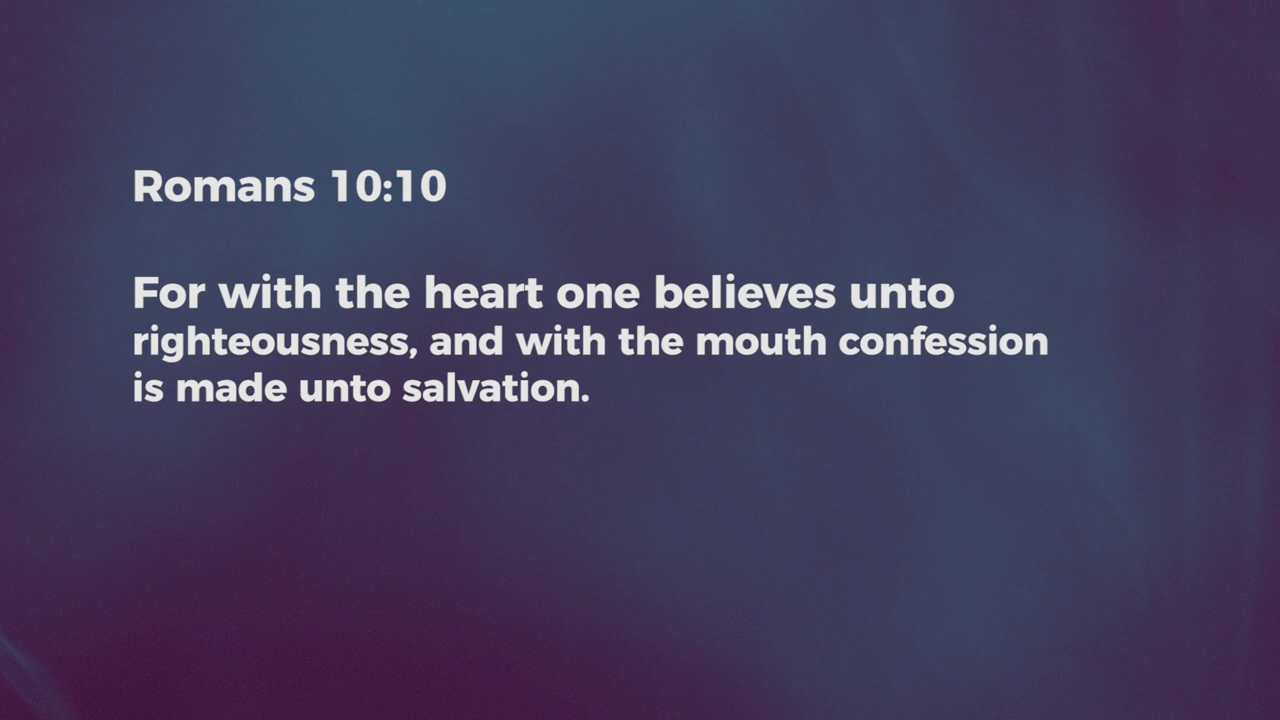 Romans 10:10
For with the heart one believes unto
righteousness, and with the mouth confession
is made unto salvation.